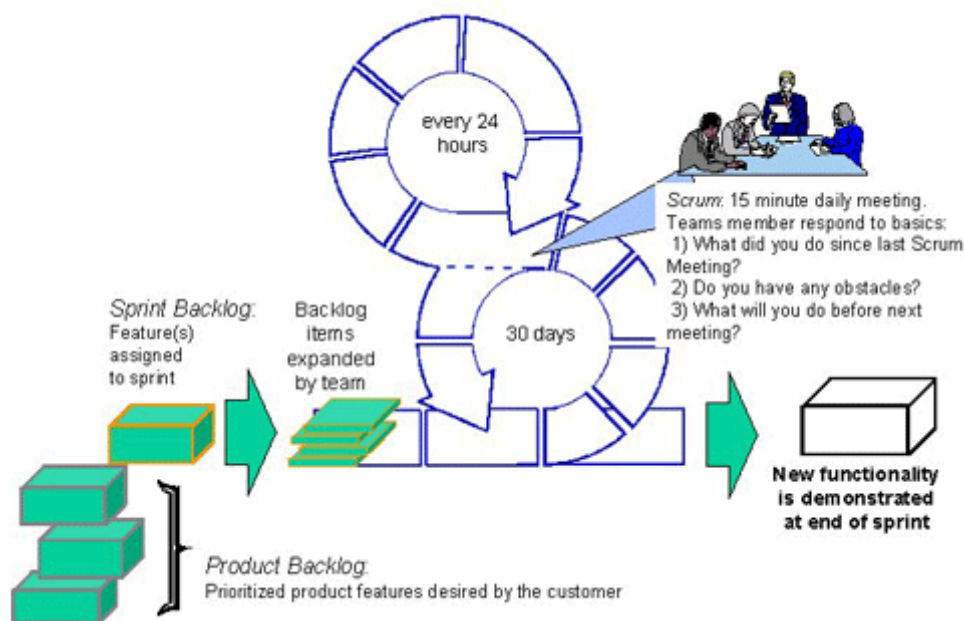 every 24
hours
Scrum: 15 minute daily meeting.
Teams member respond to basics:
1) What did you do since last Scrum
Meeting?
2) Do you have any obstacles?
3) What will you do before next
meeting?
Sprint Backlog:
Feature(s)
assigned
to sprint
Backlog
items
expanded
by team
30 days
New functionality
is demonstrated
at end of sprint
Product Backlog:
Prioritized product features desired by the customer